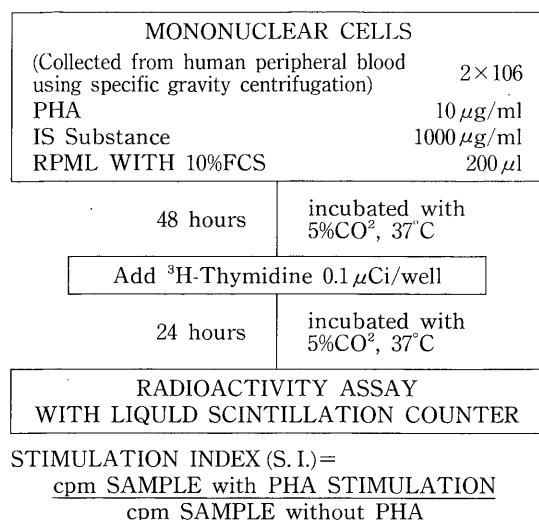 MONONUCLEAR CELLS
(Collected from human peripheral blood
using specific gravity centrifugation) 2×106
PHA 10 μg/ml
IS Substance 1000 μg/ml
RPML WITH 10%FCS 200 μl
48 hours incubated with
5%CO², 37°C
Add ³H-Thymidine 0.1 μCi/well
24 hours incubated with
5%CO², 37°C
RADIOACTIVITY ASSAY
WITH LIQULD SCINTILLATION COUNTER
STIMULATION INDEX (S. I.)=
cpm SAMPLE with PHA STIMULATION
cpm SAMPLE without PHA